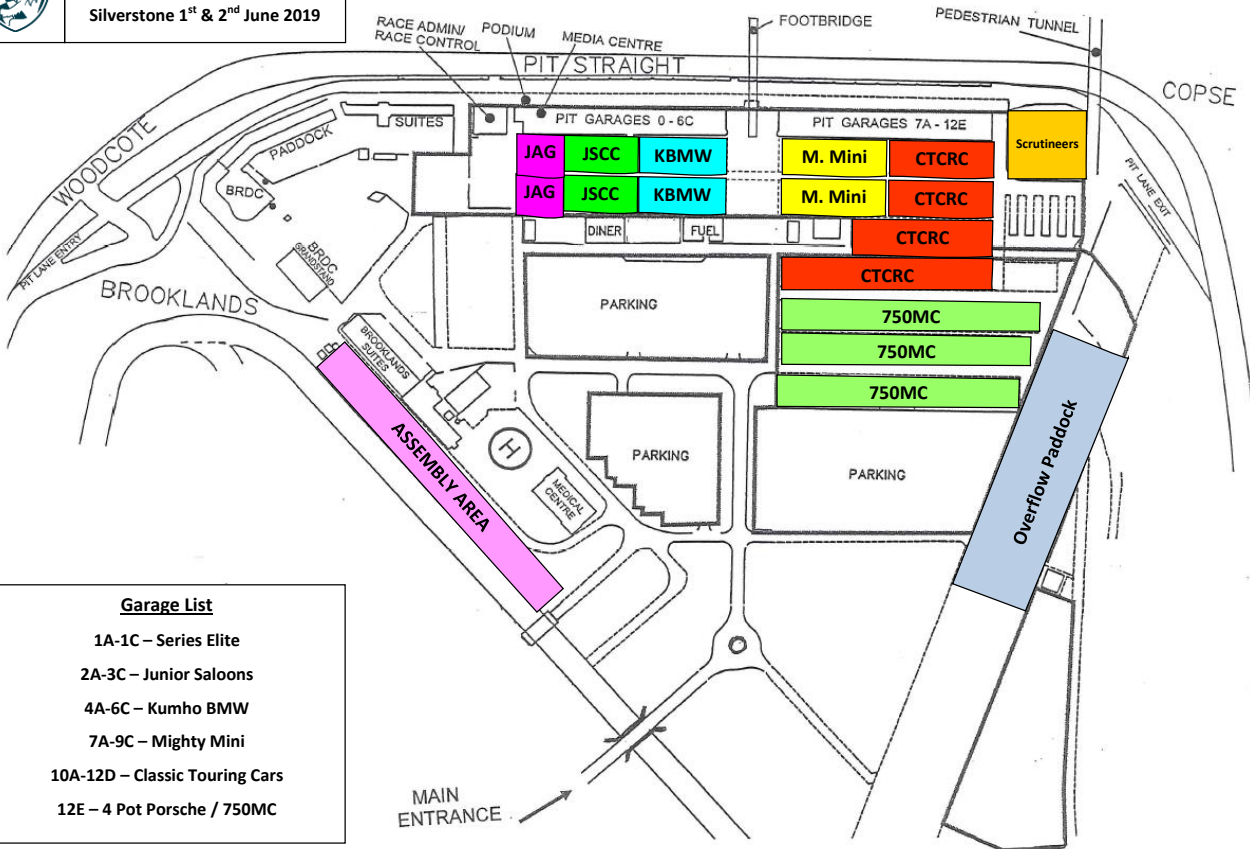 Silverstone 1st & 2nd June 2019
RACE ADMIN/
RACE CONTROL
PODIUM
MEDIA CENTRE
FOOTBRIDGE
PEDESTRIAN TUNNEL
PIT STRAIGHT
COPSE
WOODCOTE
PADDOCK
SUITES
PIT GARAGES 0 - 6C
PIT GARAGES 7A - 12E
Scrutineers
JAG
JSCC
KBMW
M. Mini
CTCRC
JAG
JSCC
KBMW
M. Mini
CTCRC
BRDC
PIT LANE EXIT
DINER
FUEL
CTCRC
PIT LANE ENTRY
BRDC
GRANDSTAND
CTCRC
BROOKLANDS
PARKING
750MC
BROOKLANDS
SUITES
750MC
750MC
ASSEMBLY AREA
H
MEDICAL
CENTRE
PARKING
PARKING
Overflow Paddock
Garage List
1A-1C – Series Elite
2A-3C – Junior Saloons
4A-6C – Kumho BMW
7A-9C – Mighty Mini
10A-12D – Classic Touring Cars
12E – 4 Pot Porsche / 750MC
MAIN
ENTRANCE